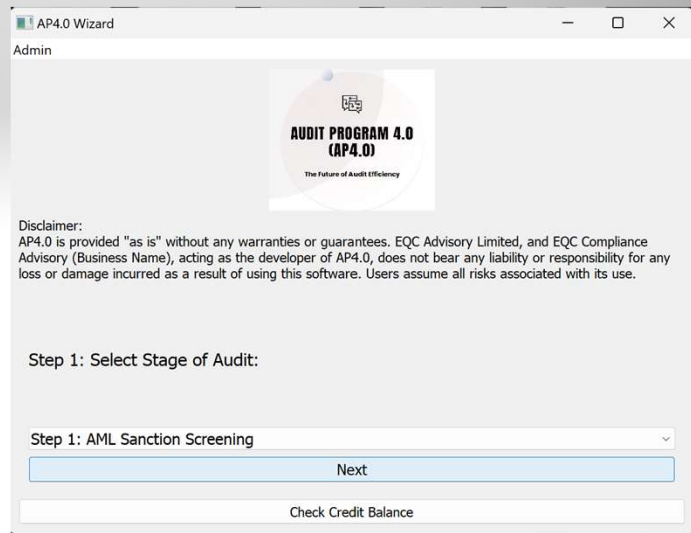 AP4.0 Wizard
Admin
AUDIT PROGRAM 4.0
(AP4.0)
The Future of Audit Efficiency
Disclaimer:
AP4.0 is provided "as is" without any warranties or guarantees. EQC Advisory Limited, and EQC Compliance
Advisory (Business Name), acting as the developer of AP4.0, does not bear any liability or responsibility for any
loss or damage incurred as a result of using this software. Users assume all risks associated with its use.
Step 1: Select Stage of Audit:
Step 1: AML Sanction Screening
Next
Check Credit Balance